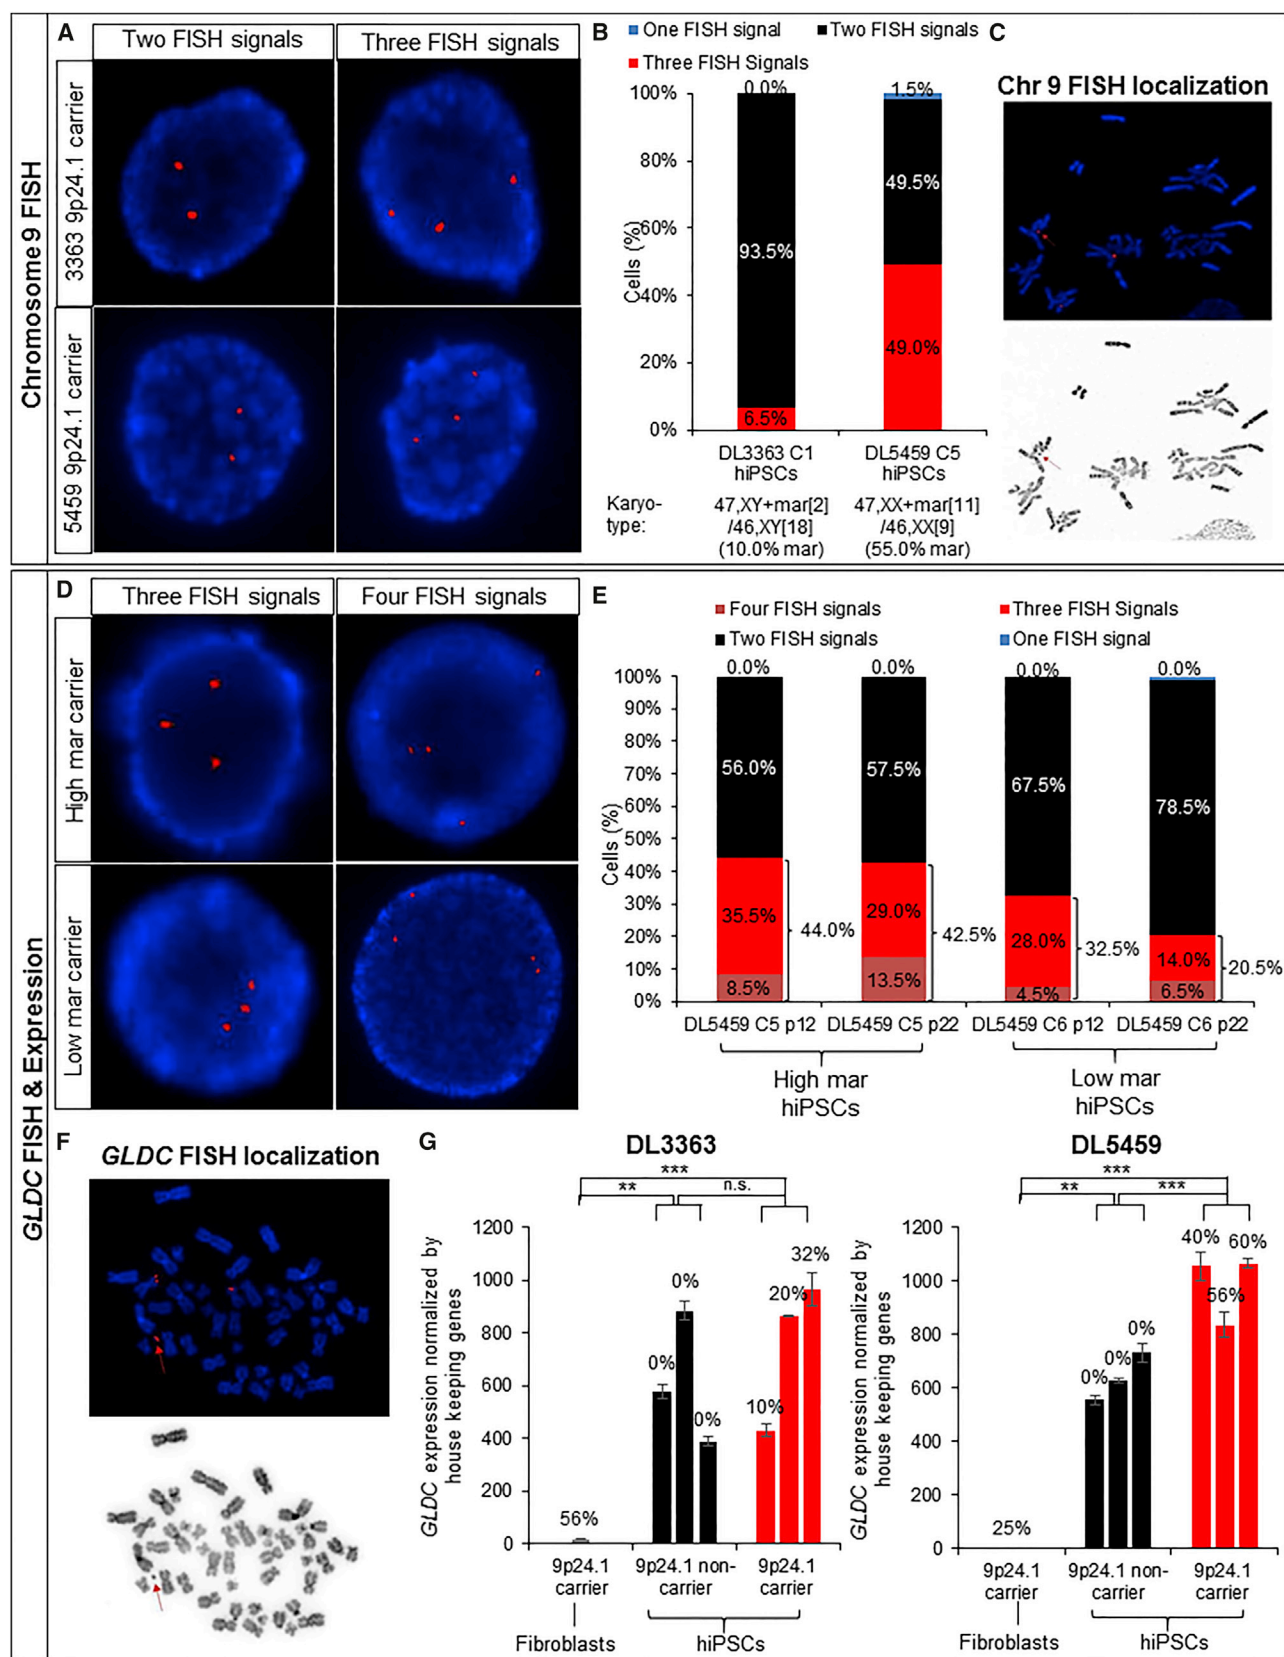 Chromosome 9 FISH
A
Two FISH signals
Three FISH signals
3363 9p24.1 carrier
5459 9p24.1 carrier
B
One FISH signal
Two FISH signals
Three FISH Signals
Cells (%)
100%
80%
60%
40%
20%
0%
0.0%
93.5%
6.5%
1.5%
49.5%
49.0%
DL3363 C1
hiPSCs
DL5459 C5
hiPSCs
Karyo-
type:
47,XY+mar[2]
/46,XY[18]
(10.0% mar)
47,XX+mar[11]
/46,XX[9]
(55.0% mar)
C
Chr 9 FISH localization
GLDC FISH & Expression
D
Three FISH signals
Four FISH signals
High mar carrier
Low mar carrier
E
Four FISH signals
Three FISH Signals
Two FISH signals
One FISH signal
Cells (%)
100%
90%
80%
70%
60%
50%
40%
30%
20%
10%
0%
0.0%
0.0%
0.0%
0.0%
56.0%
57.5%
67.5%
78.5%
35.5%
29.0%
28.0%
14.0%
8.5%
13.5%
4.5%
6.5%
44.0%
42.5%
32.5%
20.5%
DL5459 C5 p12
DL5459 C5 p22
DL5459 C6 p12
DL5459 C6 p22
High mar
hiPSCs
Low mar
hiPSCs
F
GLDC FISH localization
G
DL3363
***
**
n.s.
GLDC expression normalized by
house keeping genes
1200
1000
800
600
400
200
0
56%
0%
0%
0%
10%
20%
32%
9p24.1
carrier
9p24.1 non-
carrier
9p24.1
carrier
Fibroblasts
hiPSCs
DL5459
***
**
***
GLDC expression normalized by
house keeping genes
1200
1000
800
600
400
200
0
25%
0%
0%
0%
40%
56%
60%
9p24.1
carrier
9p24.1 non-
carrier
9p24.1
carrier
Fibroblasts
hiPSCs